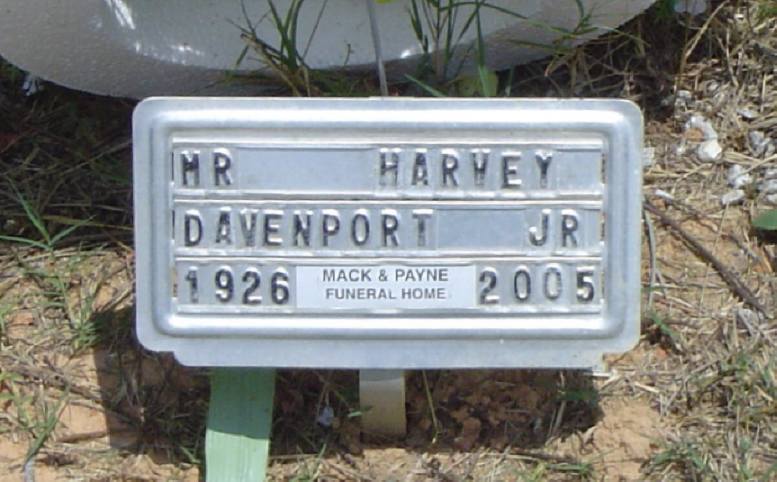 MR HARVEY
DAVENPORT JR
1926 MACK & PAYNE FUNERAL HOME 2005